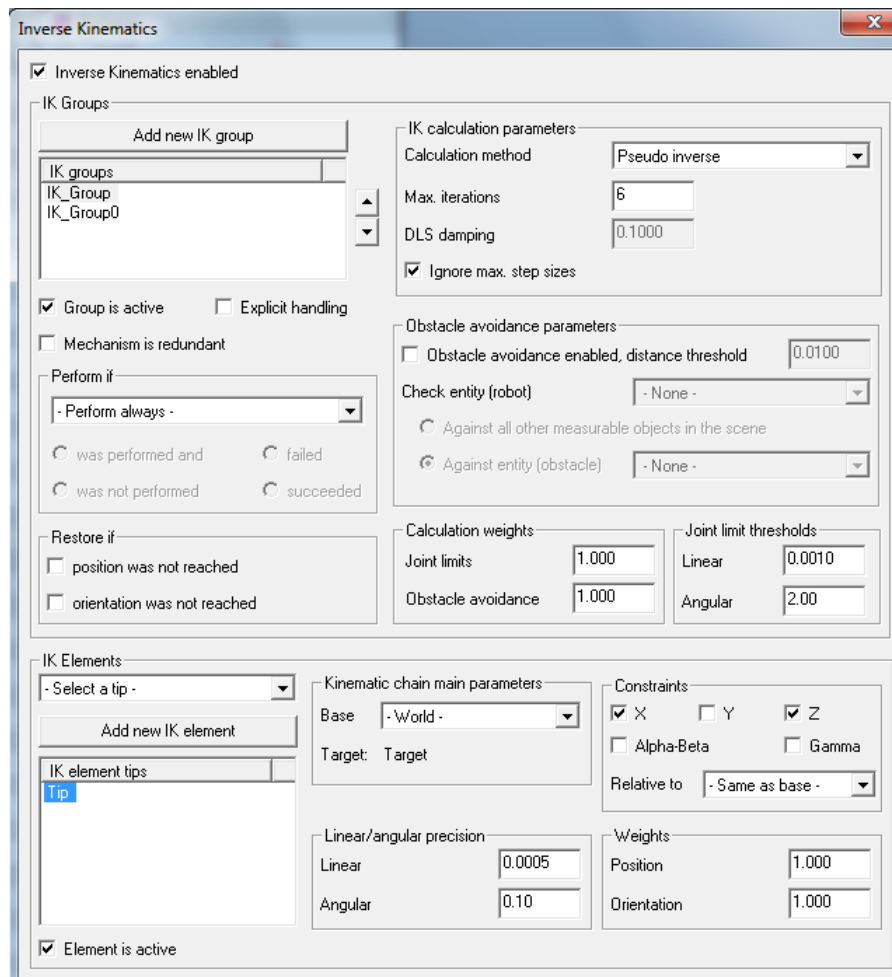 Inverse Kinematics
Inverse Kinematics enabled
IK Groups
Add new IK group
IK groups
IK_Group
IK_Group0
Group is active
Explicit handling
Mechanism is redundant
Perform if
- Perform always -
was performed and
failed
was not performed
succeeded
Restore if
position was not reached
orientation was not reached
IK calculation parameters
Calculation method
Pseudo inverse
Max. iterations
6
DLS damping
0.1000
Ignore max. step sizes
Obstacle avoidance parameters
Obstacle avoidance enabled, distance threshold
0.0100
Check entity (robot)
- None -
Against all other measurable objects in the scene
Against entity (obstacle)
- None -
Calculation weights
Joint limits
1.000
Obstacle avoidance
1.000
Joint limit thresholds
Linear
0.0010
Angular
2.00
IK Elements
- Select a tip -
Add new IK element
IK element tips
Tip
Element is active
Kinematic chain main parameters
Base
- World -
Target: Target
Linear/angular precision
Linear
0.0005
Angular
0.10
Constraints
X
Y
Z
Alpha-Beta
Gamma
Relative to
- Same as base -
Weights
Position
1.000
Orientation
1.000